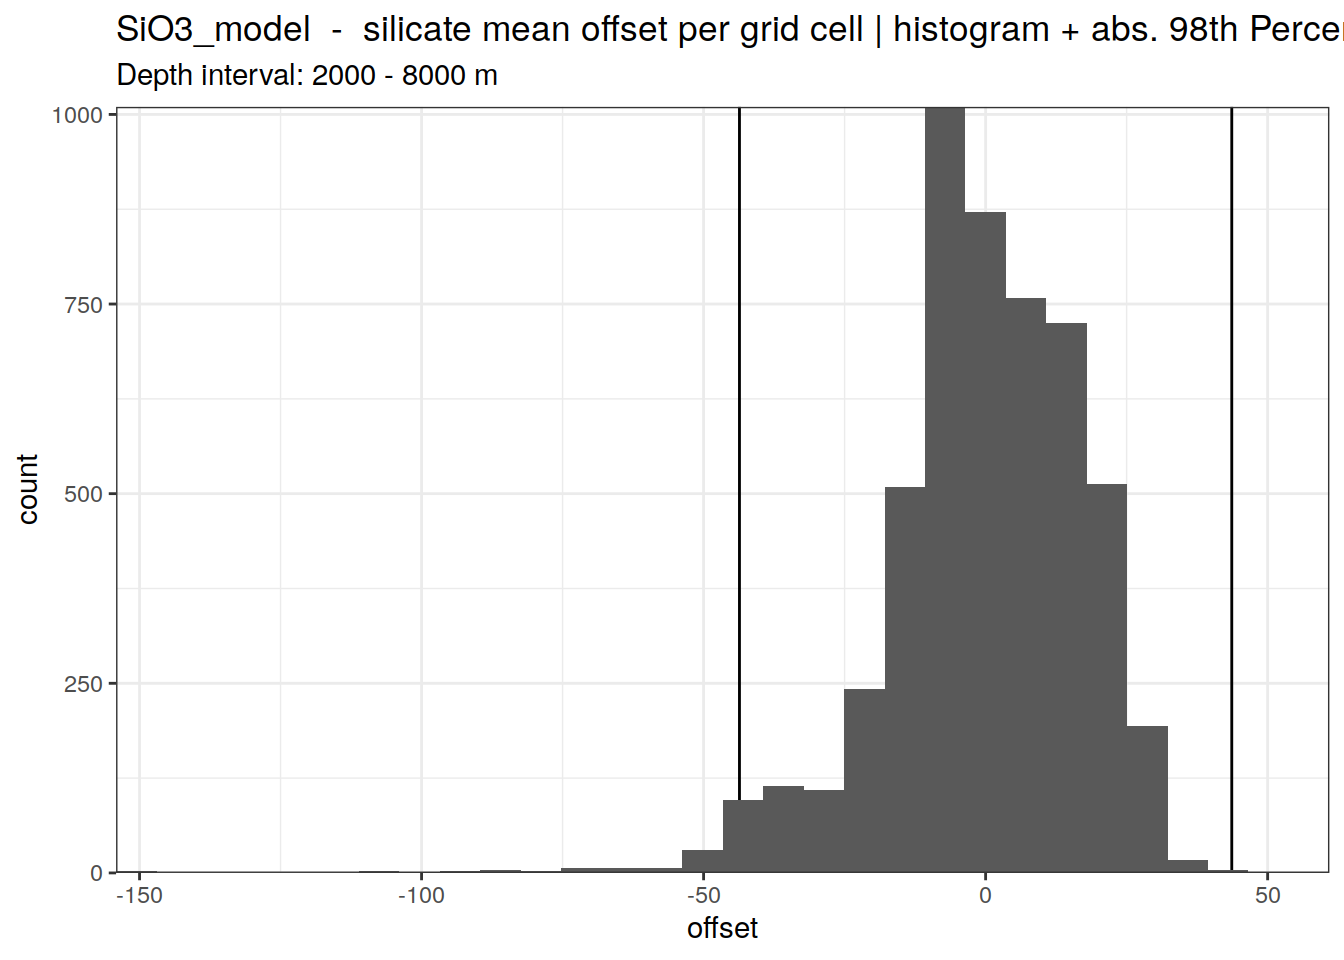 SiO3_model - silicate mean offset per grid cell | histogram + abs. 98th
Depth interval: 2000 - 8000 m
1000
750
500
250
0
count
-150
-100
-50
0
50
offset